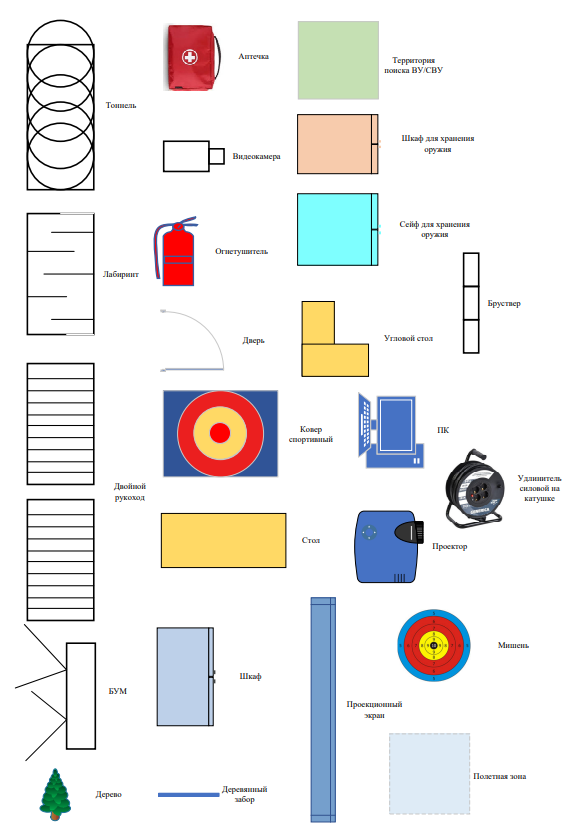 Тоннель
Аптечка
Территория
поиска ВУ/СВУ
Видеокамера
Шкаф для хранения
оружия
Лабиринт
Огнетушитель
Сейф для хранения
оружия
Бруствер
Дверь
Угловой стол
Двойной
рукоход
Ковер
спортивный
ПК
Удлинитель
силовой на
катушке
Стол
Проектор
БУМ
Шкаф
Проекционный
экран
Мишень
Дерево
Деревянный
забор
Полетная зона